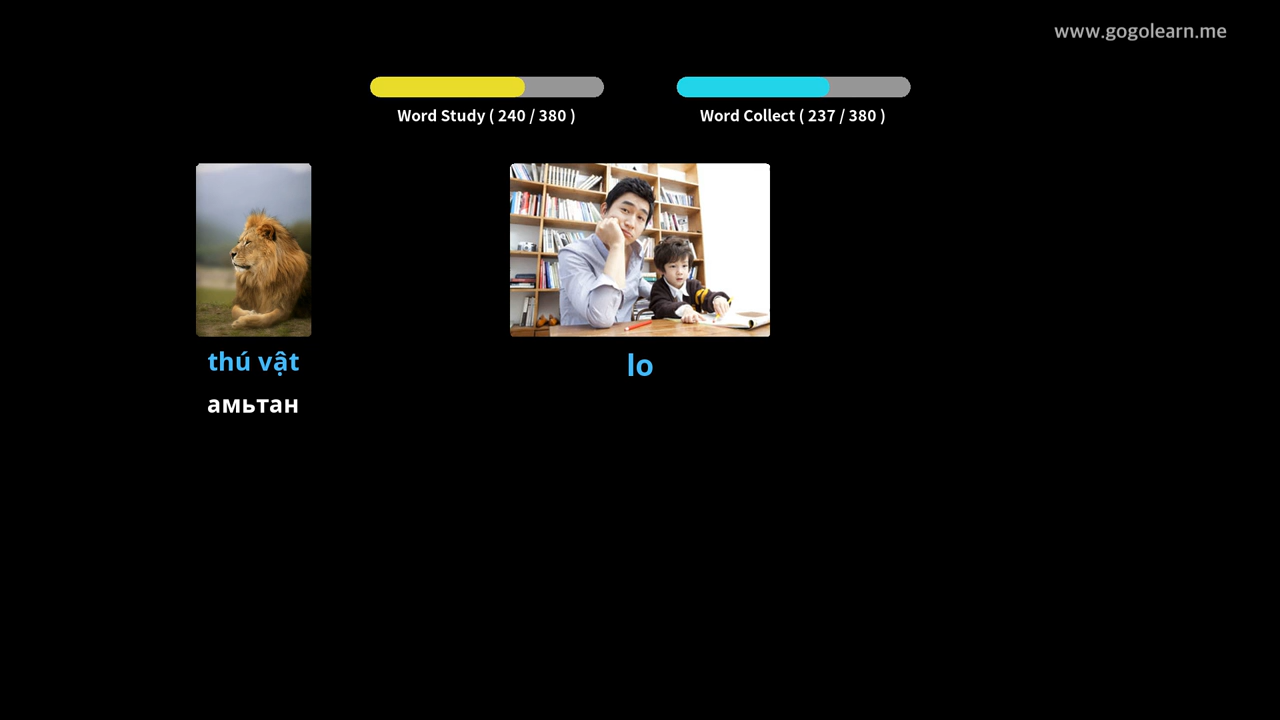 www.gogolearn.me
Word Study ( 240 / 380 )
Word Collect ( 237 / 380 )
thú vật
амьтан
lo